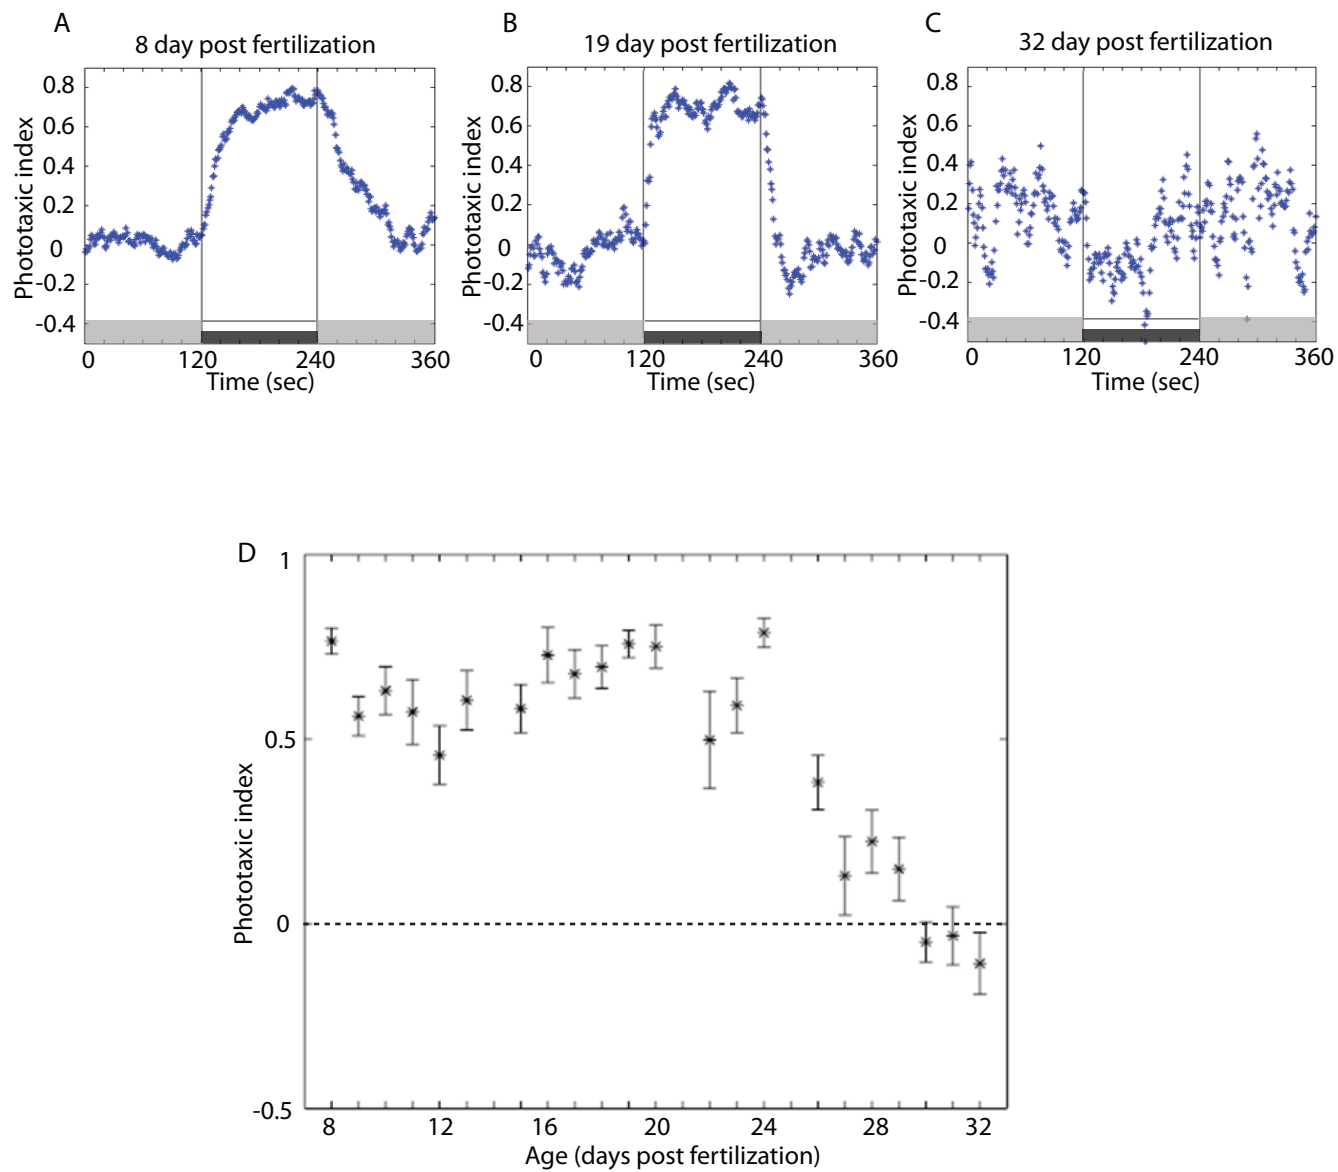 A
8 day post fertilization
Phototaxic index
0.8
0.6
0.4
0.2
0
-0.2
-0.4
0 120 240 360
Time (sec)
B
19 day post fertilization
Phototaxic index
0.8
0.6
0.4
0.2
0
-0.2
-0.4
0 120 240 360
Time (sec)
C
32 day post fertilization
Phototaxic index
0.8
0.6
0.4
0.2
0
-0.2
-0.4
0 120 240 360
Time (sec)
D
Phototaxic index
1
0.5
0
-0.5
8 12 16 20 24 28 32
Age (days post fertilization)